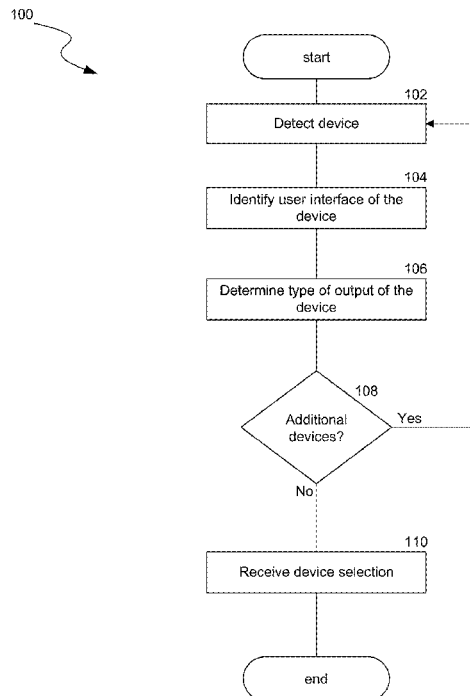 100
start
102
Detect device
104
Identify user interface of the
device
106
Determine type of output of the
device
108
Additional
devices?
Yes
No
110
Receive device selection
end